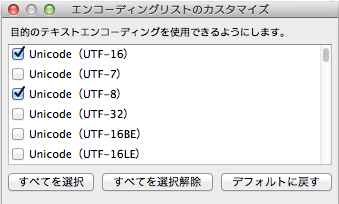 エンコーディングリストのカスタマイズ
目的のテキストエンコーディングを使用できるようにします。
Unicode（UTF-16）
Unicode（UTF-7）
Unicode（UTF-8）
Unicode（UTF-32）
Unicode（UTF-16BE）
Unicode（UTF-16LE）
すべてを選択 すべてを選択解除 デフォルトに戻す